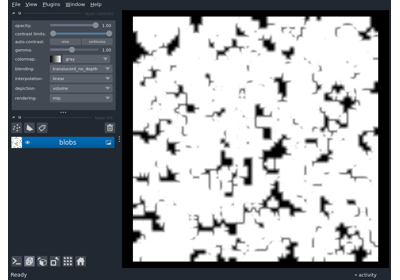 File View Plugins Window Help
opacity: 1.00
contrast limits:
auto-contrast: once continuous
gamma: 1.00
colormap: gray
blending: translucent_no_depth
interpolation: linear
depiction: volume
rendering: mip
blobs
Ready
activity